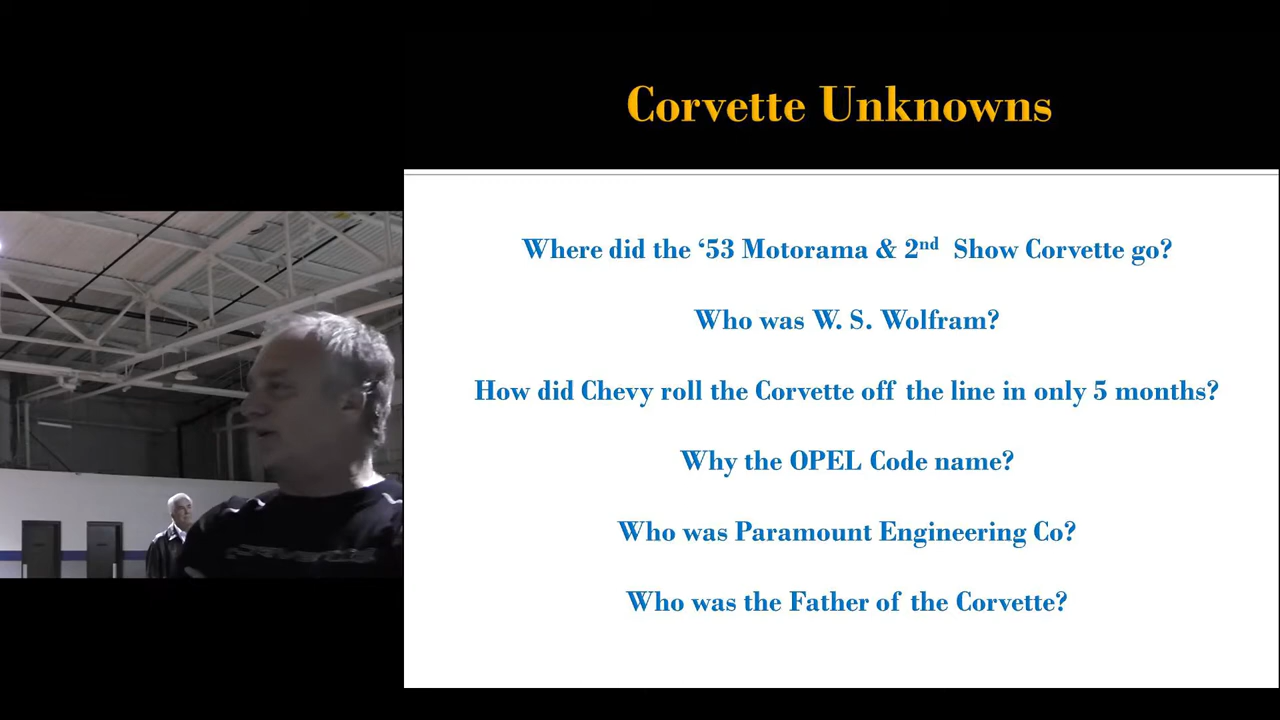 Corvette Unknowns
Where did the ‘53 Motorama & 2nd Show Corvette go?
Who was W. S. Wolfram?
How did Chevy roll the Corvette off the line in only 5 months?
Why the OPEL Code name?
Who was Paramount Engineering Co?
Who was the Father of the Corvette?